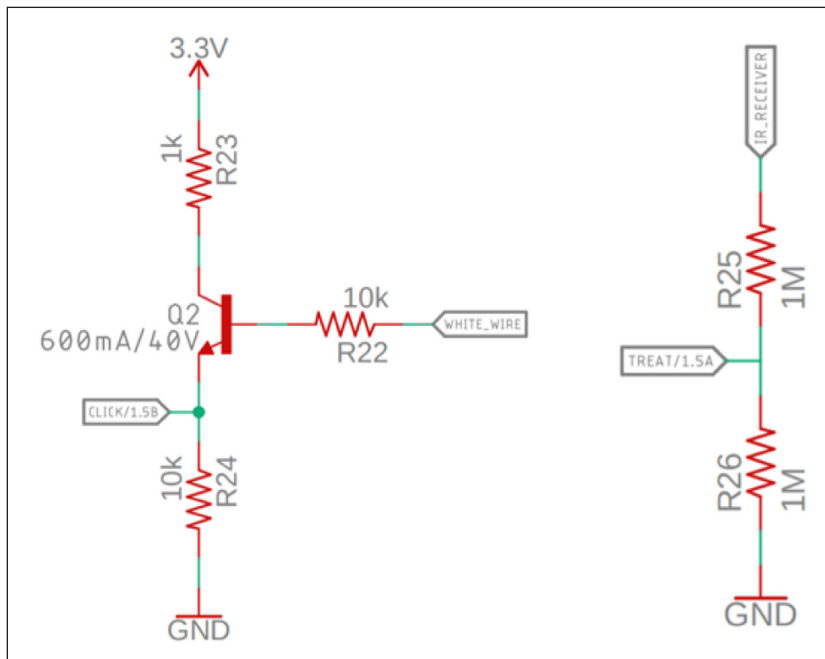 3.3V
1k
R23
Q2
600mA/40V
10k
R22
WHITE_WIRE
CLICK/1.5B
10k
R24
GND
IR_RECEIVER
R25
1M
TREAT/1.5A
R26
1M
GND